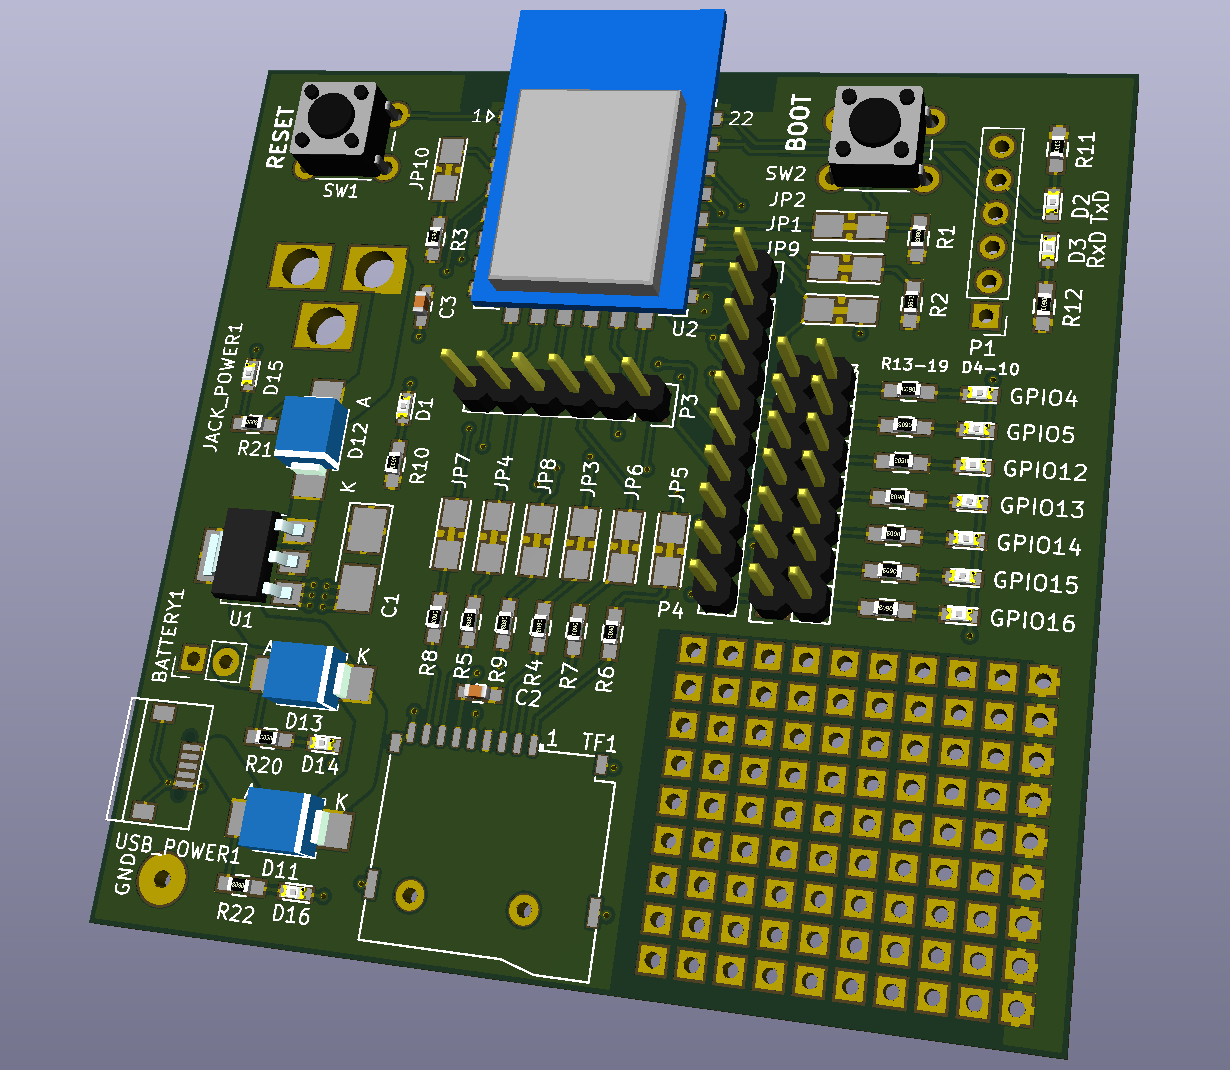 RESET
SW1
JP10
R3
C3
1
22
U2
BOOT
SW2
JP2
JP1
JP9
R1
R2
P1
R11
D2
TxD
D3
RxD
R12
R13-19
D4-10
GPIO4
GPIO5
GPIO12
GPIO13
GPIO14
GPIO15
GPIO16
JACK_POWER1
D15
R21
D12
A
K
D1
R10
P3
JP7
JP4
JP8
JP3
JP6
JP5
P4
U1
C1
BATTERY1
K
D13
R8
R5
R9
R4
R7
R6
C2
R20
D14
1
TF1
K
USB_POWER1
D11
GND
R22
D16